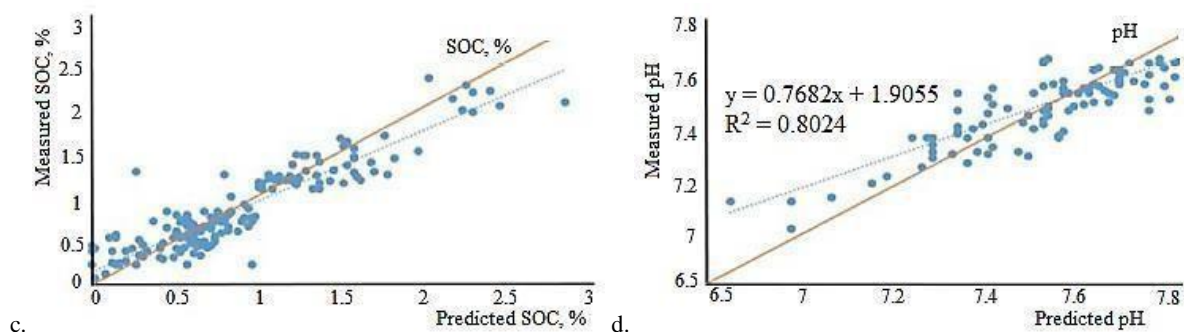 3
2.5
2
1.5
1
0.5
0
Measured SOC, %
SOC, %
0 0.5 1 1.5 2 2.5 3
Predicted SOC, %
c.
7.8
7.6
7.4
7.2
7
6.5
Measured pH
pH
y = 0.7682x + 1.9055
R² = 0.8024
6.5 7 7.2 7.4 7.6 7.8
Predicted pH
d.